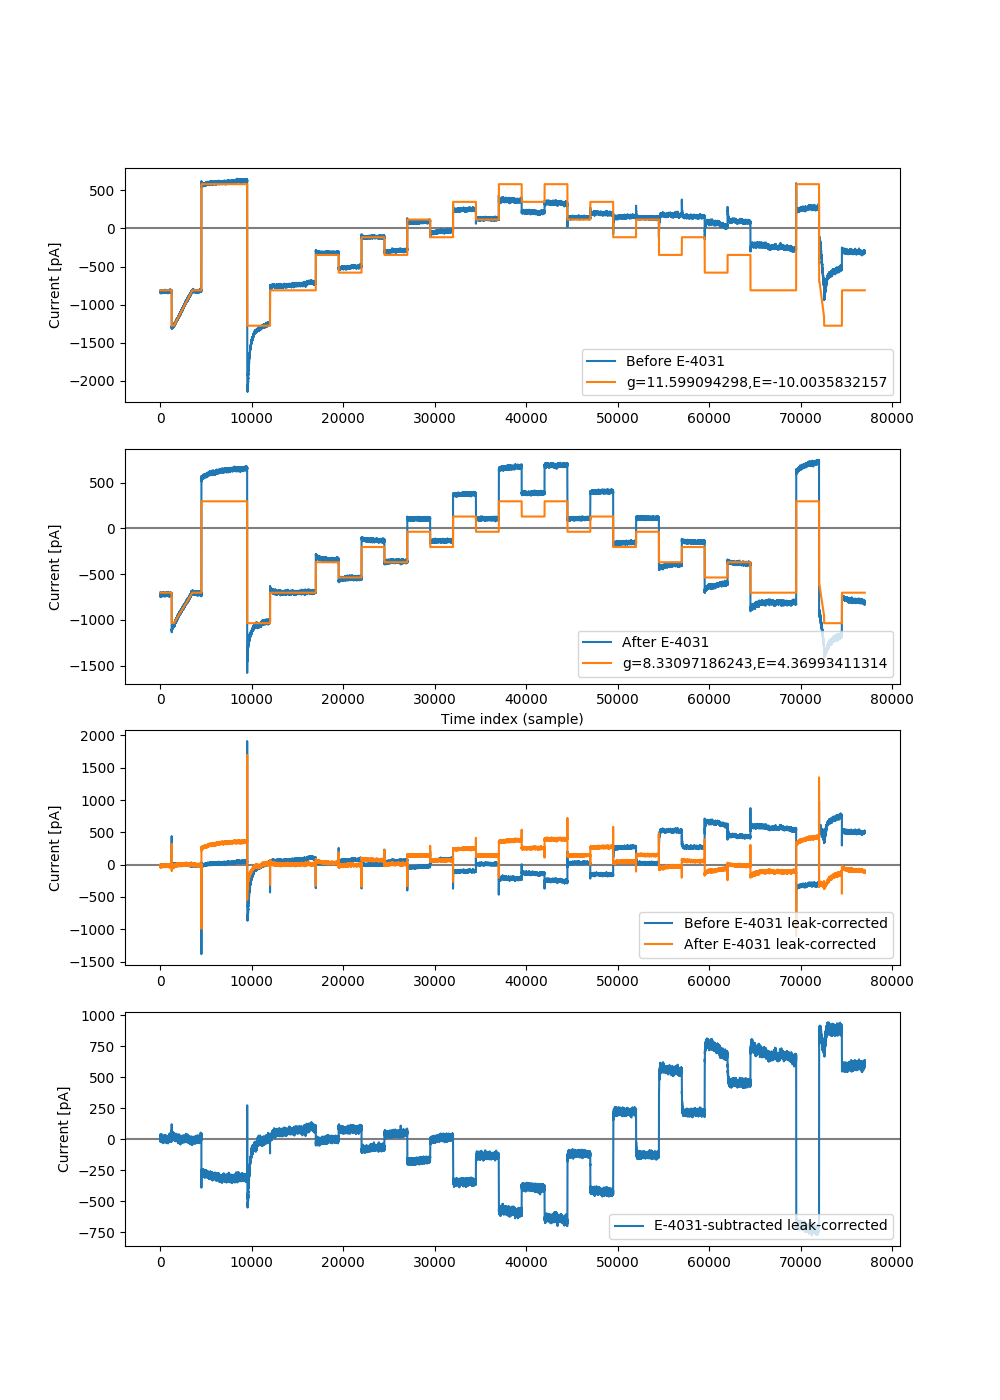 500
0
−500
−1000
−1500
−2000
Current [pA]
Before E-4031
g=11.599094298,E=-10.0035832157
0 10000 20000 30000 40000 50000 60000 70000 80000
500
0
−500
−1000
−1500
Current [pA]
After E-4031
g=8.33097186243,E=4.36993411314
0 10000 20000 30000 40000 50000 60000 70000 80000
Time index (sample)
2000
1500
1000
500
0
−500
−1000
−1500
Current [pA]
Before E-4031 leak-corrected
After E-4031 leak-corrected
0 10000 20000 30000 40000 50000 60000 70000 80000
1000
750
500
250
0
−250
−500
−750
Current [pA]
E-4031-subtracted leak-corrected
0 10000 20000 30000 40000 50000 60000 70000 80000